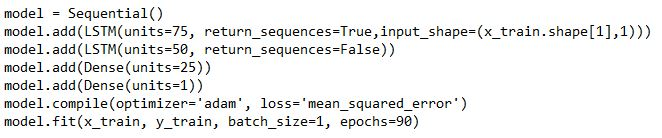 model = Sequential()
model.add(LSTM(units=75, return_sequences=True,input_shape=(x_train.shape[1],1)))
model.add(LSTM(units=50, return_sequences=False))
model.add(Dense(units=25))
model.add(Dense(units=1))
model.compile(optimizer='adam', loss='mean_squared_error')
model.fit(x_train, y_train, batch_size=1, epochs=90)